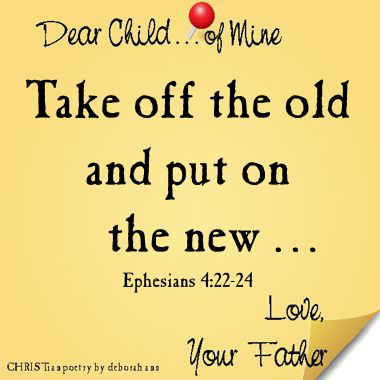 Dear Child... of Mine
Take off the old
and put on
the new ...
Ephesians 4:22-24
Love,
Your Father
CHRISTian poetry by deborah ann